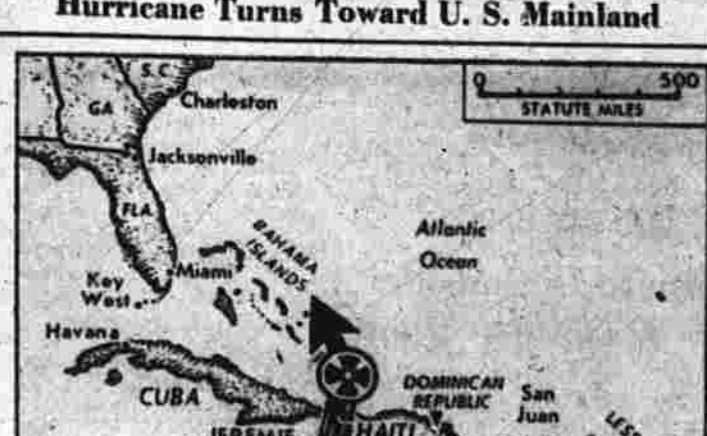 Hurricane Turns Toward U. S. Mainland
S.C.
0 500
STATUTE MILES
GA
Charleston
Jacksonville
FLA
BAHAMA
ISLANDS
Atlantic
Ocean
Miami
Key
West
Havana
CUBA
DOMINICAN
REPUBLIC
San
Juan
JEREMIE
HAITI